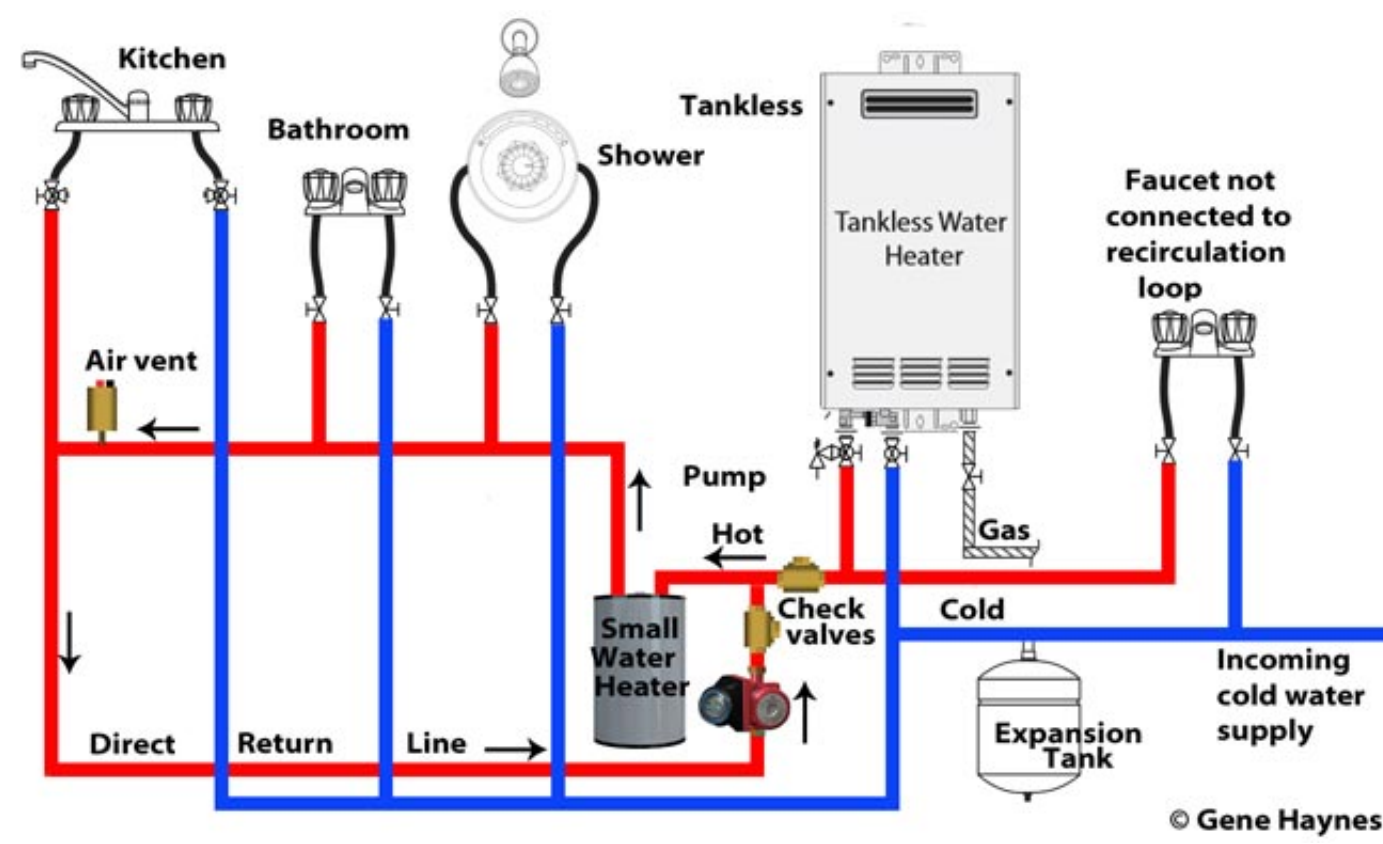 Kitchen
Bathroom
Shower
Tankless
Tankless Water
Heater
Faucet not
connected to
recirculation
loop
Air vent
Pump
Hot
Gas
Check
valves
Cold
Small
Water
Heater
Incoming
cold water
supply
Expansion
Tank
Direct Return Line
© Gene Haynes